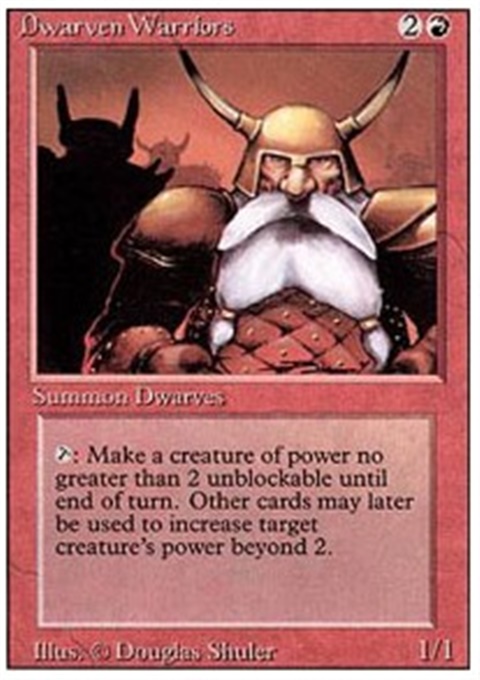 Dwarven Warriors 2
Summon Dwarves
T: Make a creature of power no
greater than 2 unblockable until
end of turn. Other cards may later
be used to increase target
creature's power beyond 2.
Illus. © Douglas Shuler 1/1